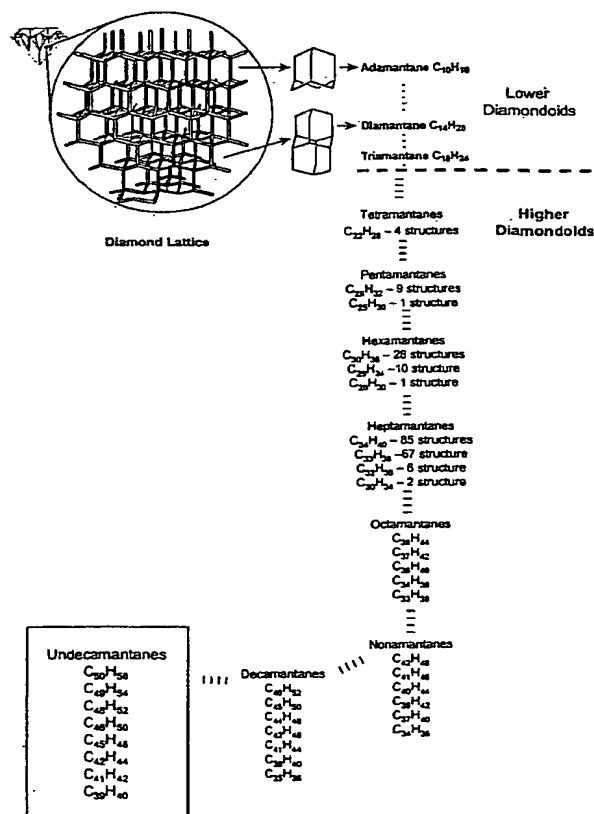 Adamantane C₁₀H₁₆
Lower
Diamondoids
Diamantane C₁₄H₂₀
Triamantane C₁₈H₂₄
Diamond Lattice
Higher
Diamondoids
Tetramantanes
C₂₂H₂₈ – 4 structures
Pentamantanes
C₂₆H₃₂ – 9 structures
C₂₅H₃₀ – 1 structure
Hexamantanes
C₃₀H₃₆ – 28 structures
C₂₉H₃₄ –10 structure
C₂₆H₃₀ – 1 structure
Heptamantanes
C₃₄H₄₀ – 85 structures
C₃₃H₃₈ –67 structure
C₃₂H₃₆ – 6 structure
C₃₀H₃₄ – 2 structure
Octamantanes
C₃₈H₄₄
C₃₇H₄₂
C₃₆H₄₀
C₃₄H₃₈
C₃₃H₃₆
Nonamantanes
C₄₂H₄₈
C₄₁H₄₆
C₄₀H₄₄
C₃₈H₄₂
C₃₇H₄₀
C₃₄H₃₆
Decamantanes
C₄₆H₅₂
C₄₅H₅₀
C₄₄H₄₈
C₄₂H₄₆
C₄₁H₄₄
C₃₈H₄₀
C₃₅H₃₆
Undecamantanes
C₅₀H₅₆
C₄₉H₅₄
C₄₈H₅₂
C₄₆H₅₀
C₄₅H₄₈
C₄₂H₄₄
C₄₁H₄₂
C₃₉H₄₀